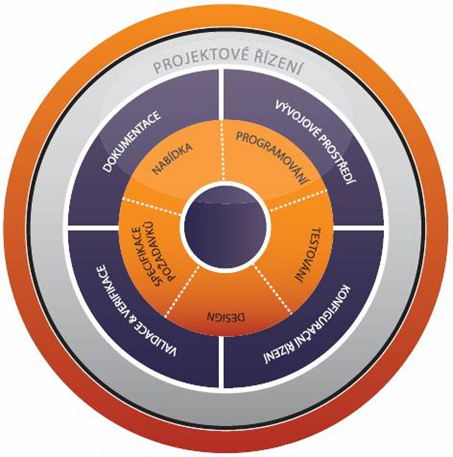 PROJEKTOVÉ ŘÍZENÍ
DOKUMENTACE
VÝVOJOVÉ PROSTŘEDÍ
NABÍDKA
PROGRAMOVÁNÍ
SPECIFIKACE
POŽADAVKŮ
TESTOVÁNÍ
DESIGN
VALIDACE & VERIFIKACE
KONFIGURAČNÍ ŘÍZENÍ